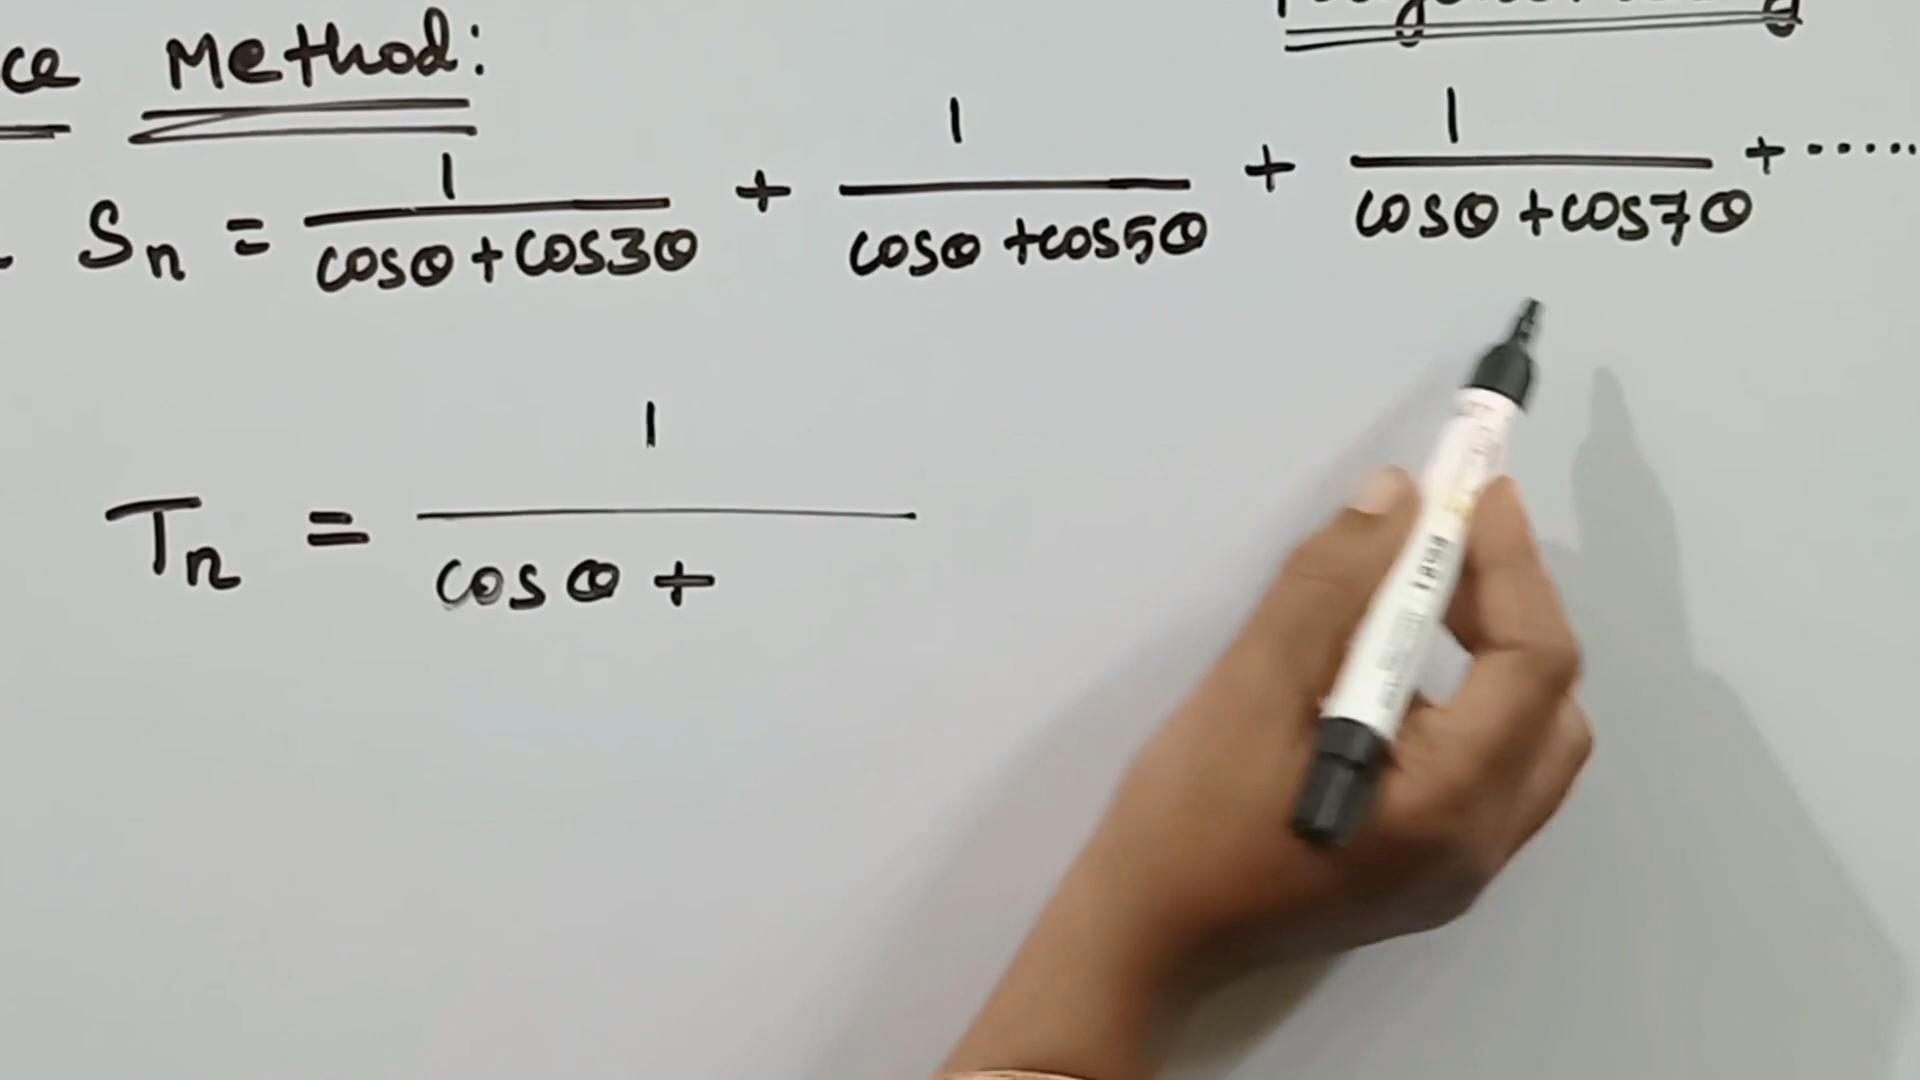 Method:
Sn = 1/(cosθ + cos3θ) + 1/(cosθ + cos5θ) + 1/(cosθ + cos7θ) + ......
Tn = 1/(cosθ +